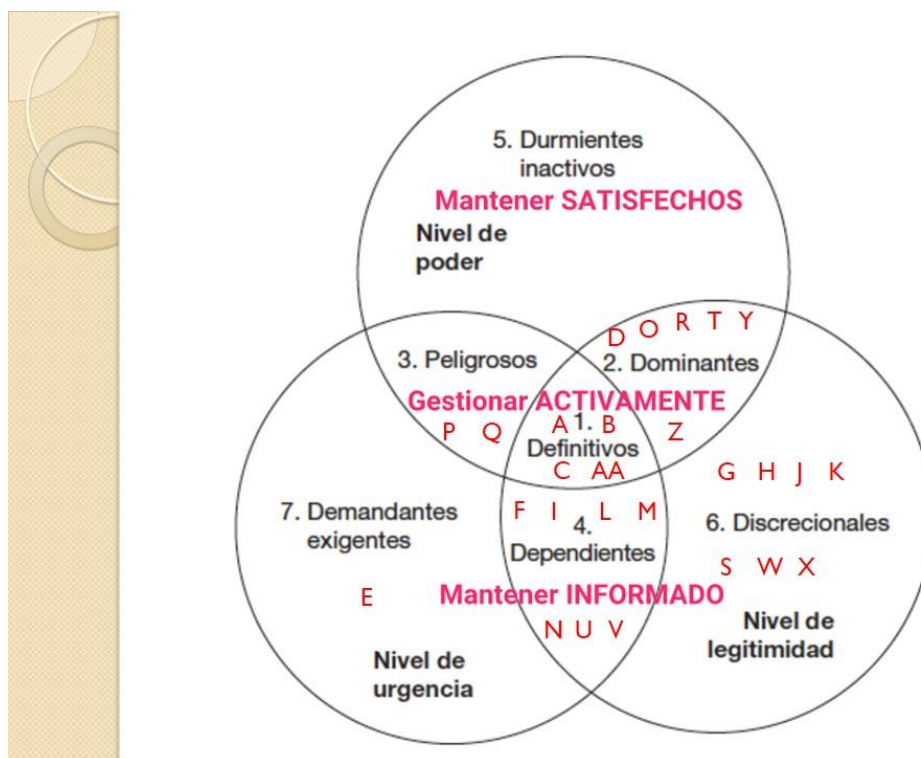 5. Durmientes
inactivos
Mantener SATISFECHOS
Nivel de
poder
D O R T Y
3. Peligrosos
2. Dominantes
Gestionar ACTIVAMENTE
P Q
A 1. B
Z
Definitivos
C AA
G H J K
7. Demandantes
exigentes
F I L M
4.
Dependientes
6. Discrecionales
S W X
E
Mantener INFORMADO
N U V
Nivel de
legitimidad
Nivel de
urgencia